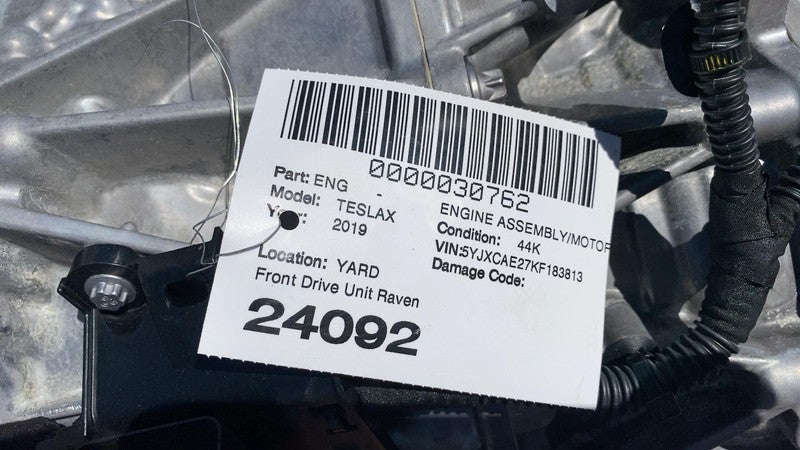 0000030762
Part: ENG - ENGINE ASSEMBLY/MOTOR
Model: TESLAX Condition: 44K
2019 VIN:5YJXCAE27KF183813
Location: YARD Damage Code:
Front Drive Unit Raven
24092